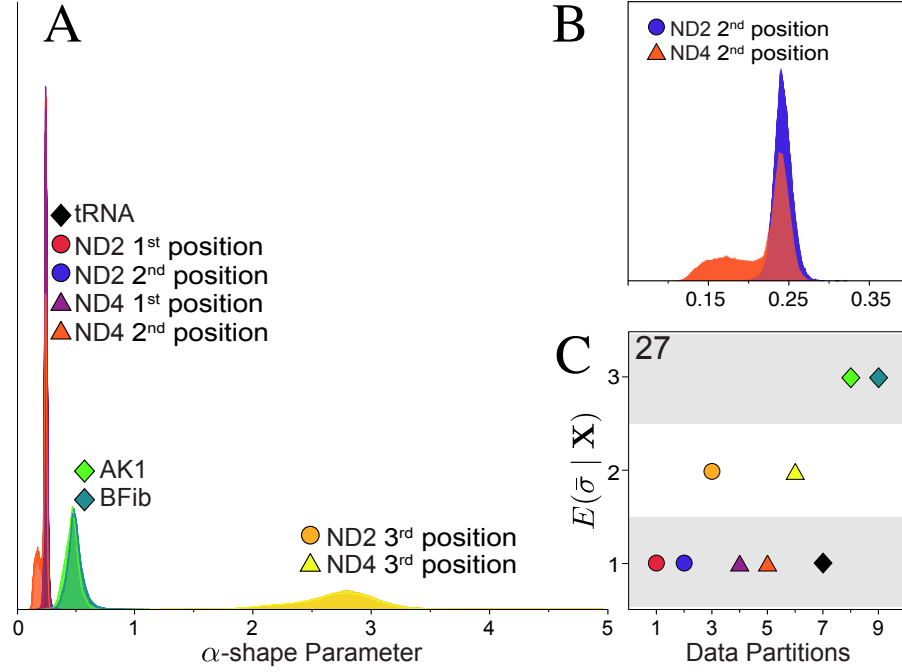 A
tRNA
ND2 1st position
ND2 2nd position
ND4 1st position
ND4 2nd position
AK1
BFib
ND2 3rd position
ND4 3rd position
0 1 2 3 4 5
α-shape Parameter
B
ND2 2nd position
ND4 2nd position
0.15 0.25 0.35
C
27
3
2
1
E(σ̄ | X)
1 3 5 7 9
Data Partitions